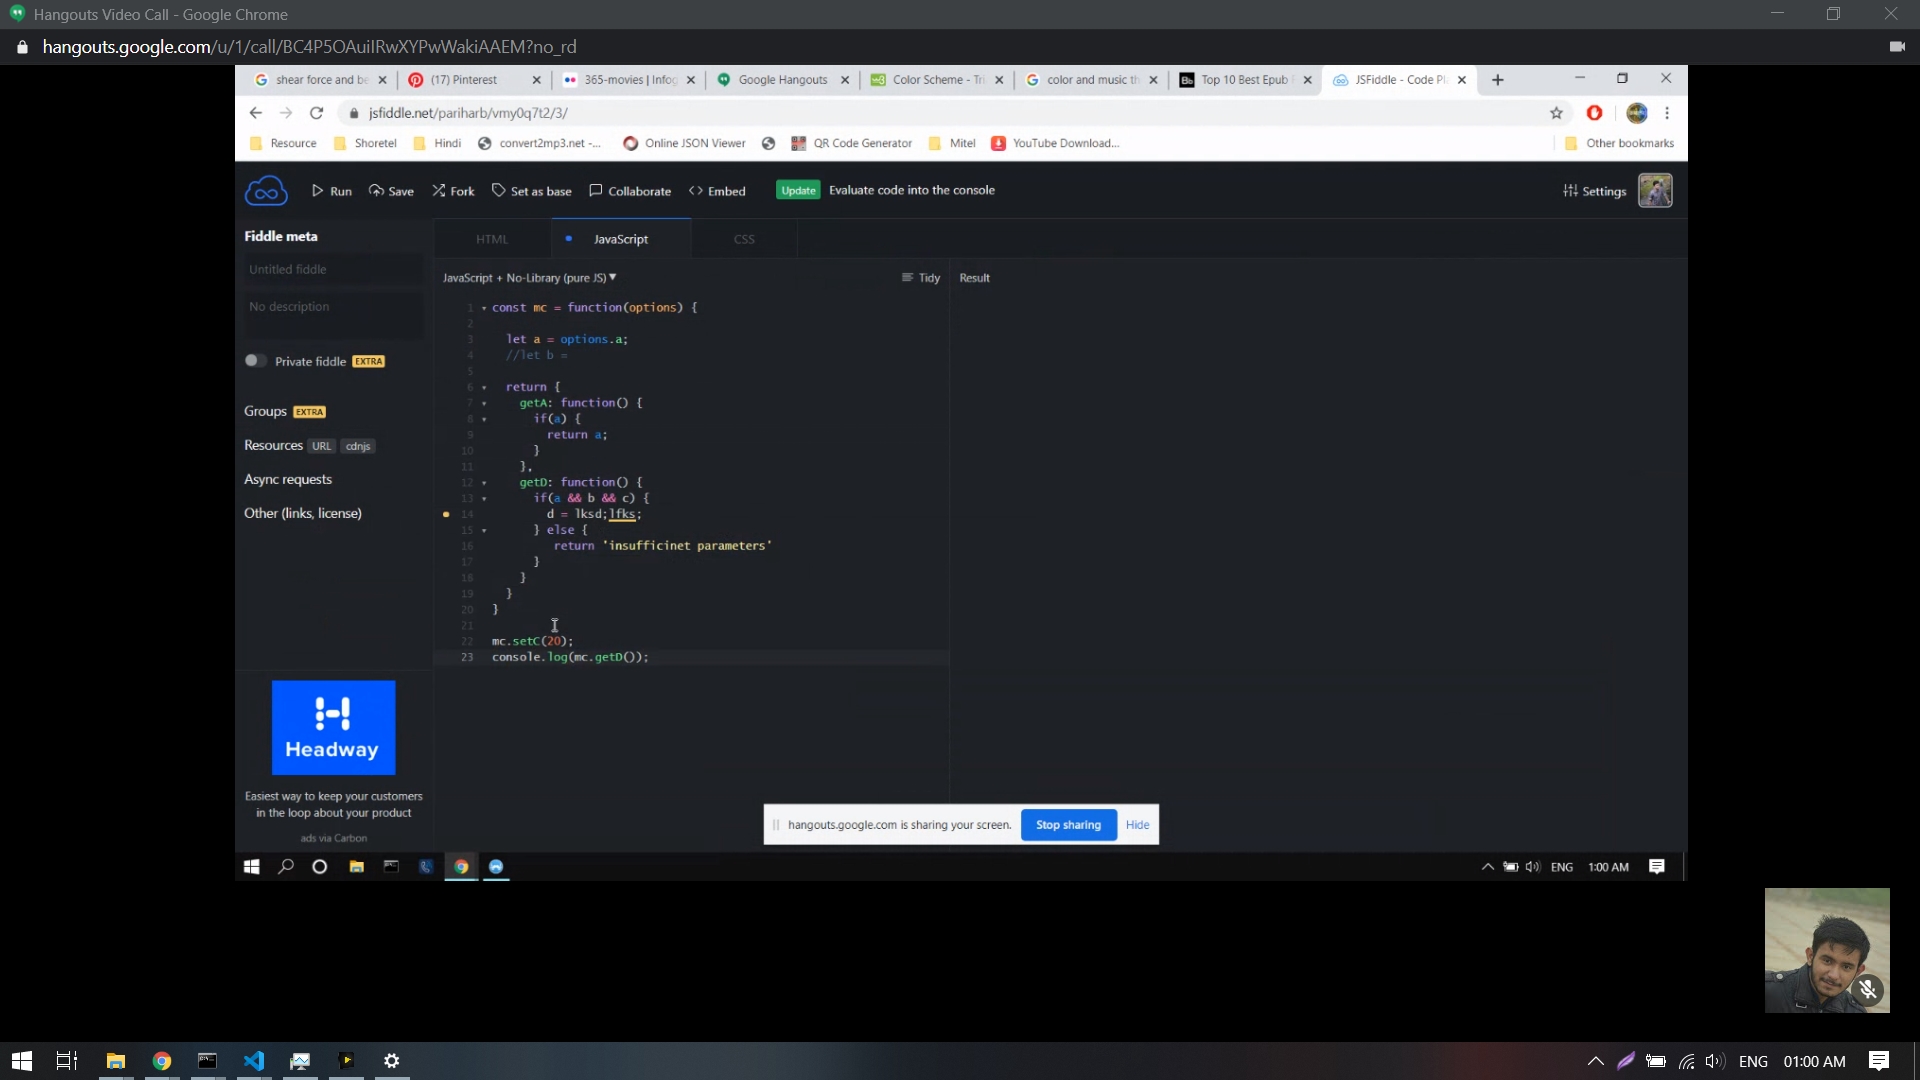 Hangouts Video Call - Google Chrome
hangouts.google.com/u/1/call/BC4P5OAuiIRwXYPwWakiAAEM?no_rd
shear force and be
(17) Pinterest
365-movies | Infog
Google Hangouts
Color Scheme - Tri
color and music th
Top 10 Best Epub
JSFiddle - Code Pl
jsfiddle.net/pariharb/vmy0q7t2/3/
Resource
Shoretel
Hindi
convert2mp3.net -...
Online JSON Viewer
QR Code Generator
Mitel
YouTube Download...
Other bookmarks
Run
Save
Fork
Set as base
Collaborate
Embed
Update
Evaluate code into the console
Settings
Fiddle meta
Untitled fiddle
No description
Private fiddle EXTRA
Groups EXTRA
Resources URL cdnjs
Async requests
Other (links, license)
HTML
JavaScript
CSS
JavaScript + No-Library (pure JS) ▼
Tidy
Result
1 const mc = function(options) {
2
3 let a = options.a;
4 //let b =
5
6 return {
7 getA: function() {
8 if(a) {
9 return a;
10 }
11 },
12 getD: function() {
13 if(a && b && c) {
14 d = lksd;lfks;
15 } else {
16 return 'insufficinet parameters'
17 }
18 }
19 }
20 }
21
22 mc.setC(20);
23 console.log(mc.getD());
Headway
Easiest way to keep your customers
in the loop about your product
ads via Carbon
hangouts.google.com is sharing your screen.
Stop sharing
Hide
ENG
1:00 AM
ENG
01:00 AM